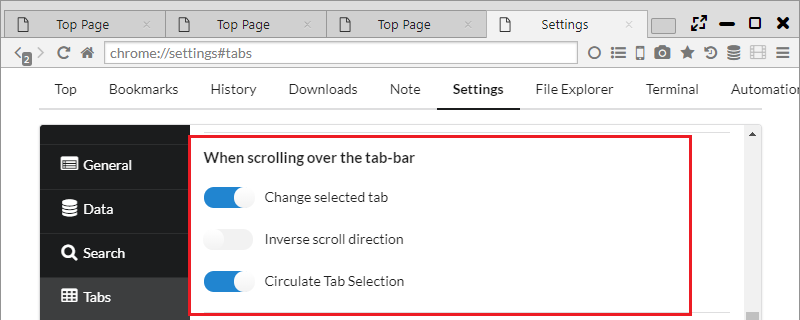 Top Page Top Page Top Page Settings
2 chrome://settings#tabs
Top Bookmarks History Downloads Note Settings File Explorer Terminal Automation
When scrolling over the tab-bar
General
Change selected tab
Data
Inverse scroll direction
Search
Circulate Tab Selection
Tabs